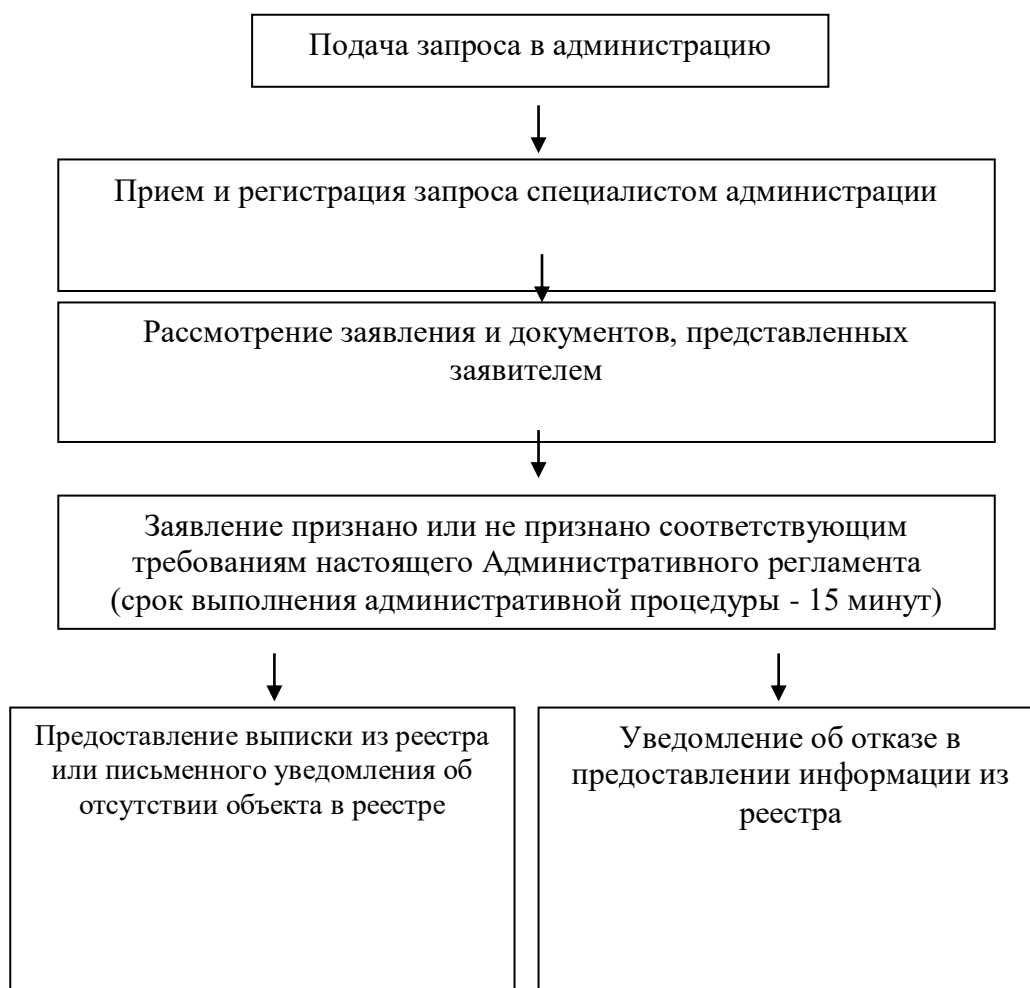 Подача запроса в администрацию
Прием и регистрация запроса специалистом администрации
Рассмотрение заявления и документов, представленных
заявителем
Заявление признано или не признано соответствующим
требованиям настоящего Административного регламента
(срок выполнения административной процедуры - 15 минут)
Предоставление выписки из реестра
или письменного уведомления об
отсутствии объекта в реестре
Уведомление об отказе в
предоставлении информации из
реестра